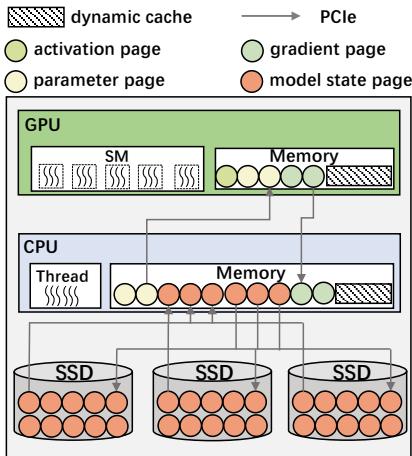 dynamic cache PCIe
activation page gradient page
parameter page model state page
GPU
SM Memory
CPU
Thread Memory
SSD SSD SSD